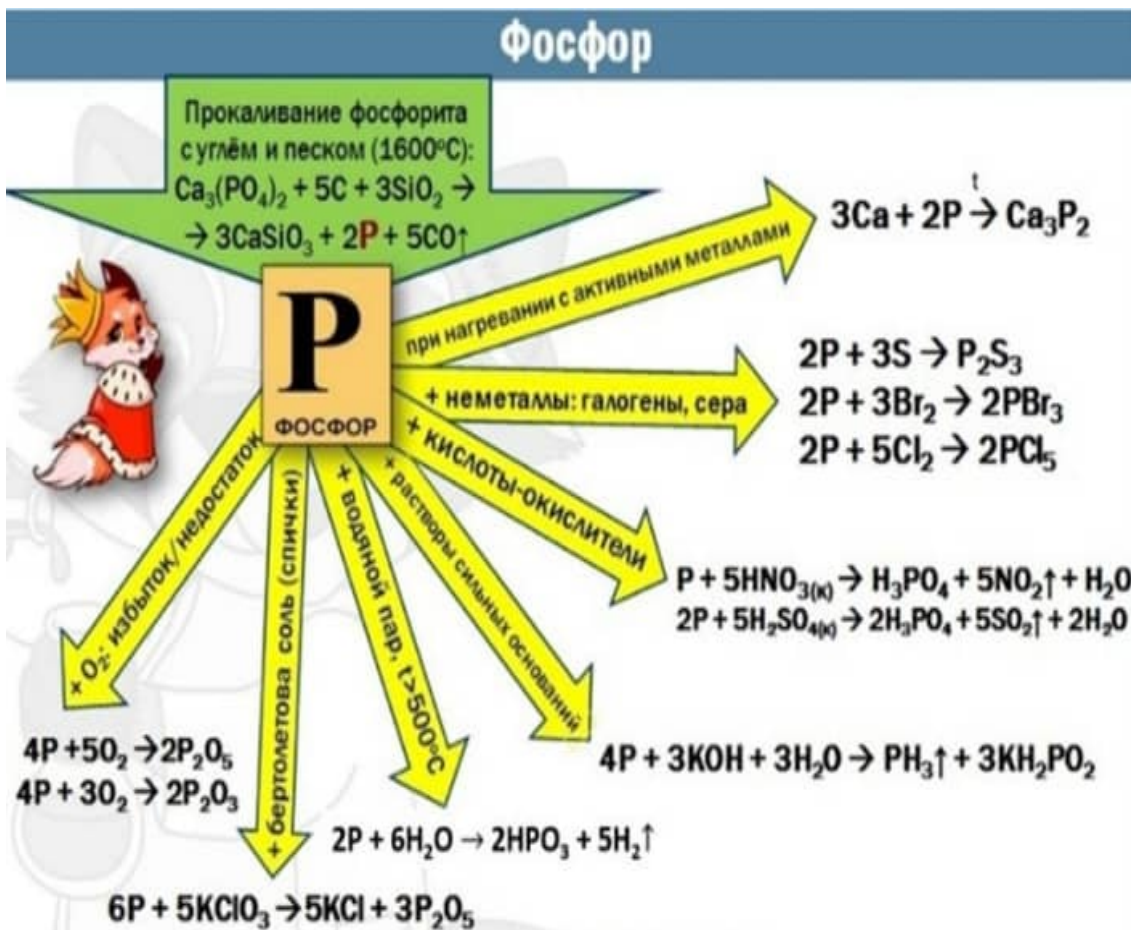 Фосфор
Прокаливание фосфорита
с углём и песком (1600°С):
Ca₃(PO₄)₂ + 5C + 3SiO₂ →
→ 3CaSiO₃ + 2P + 5CO↑
P
ФОСФОР
при нагревании с активными металлами
t
3Ca + 2P → Ca₃P₂
+ неметаллы: галогены, сера
2P + 3S → P₂S₃
2P + 3Br₂ → 2PBr₃
2P + 5Cl₂ → 2PCl₅
+ кислоты-окислители
P + 5HNO₃₍к₎ → H₃PO₄ + 5NO₂↑ + H₂O
2P + 5H₂SO₄₍к₎ → 2H₃PO₄ + 5SO₂↑ + 2H₂O
+ растворы сильных оснований
4P + 3KOH + 3H₂O → PH₃↑ + 3KH₂PO₂
+ водяной пар, t>500°С
2P + 6H₂O → 2HPO₃ + 5H₂↑
+ бертолетова соль (спички)
6P + 5KClO₃ → 5KCl + 3P₂O₅
+ O₂: избыток/недостаток
4P +5O₂ →2P₂O₅
4P + 3O₂ → 2P₂O₃